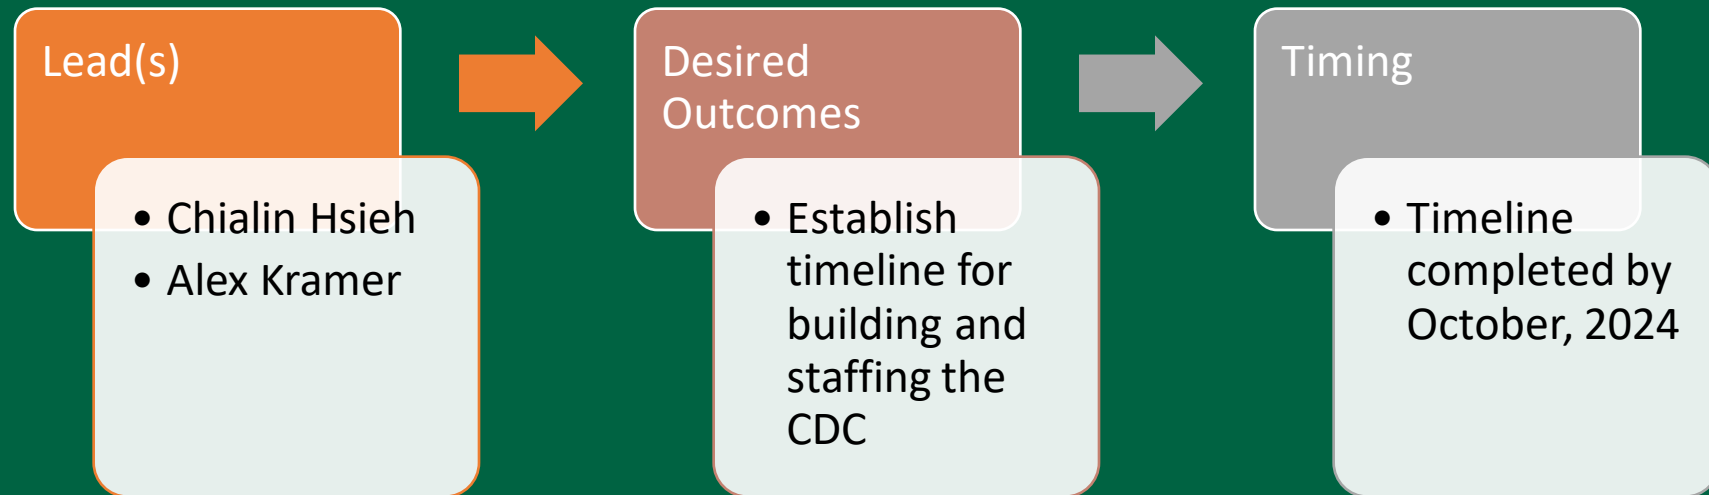 Lead(s)
• Chialin Hsieh
• Alex Kramer
Desired
Outcomes
• Establish
timeline for
building and
staffing the
CDC
Timing
• Timeline
completed by
October, 2024